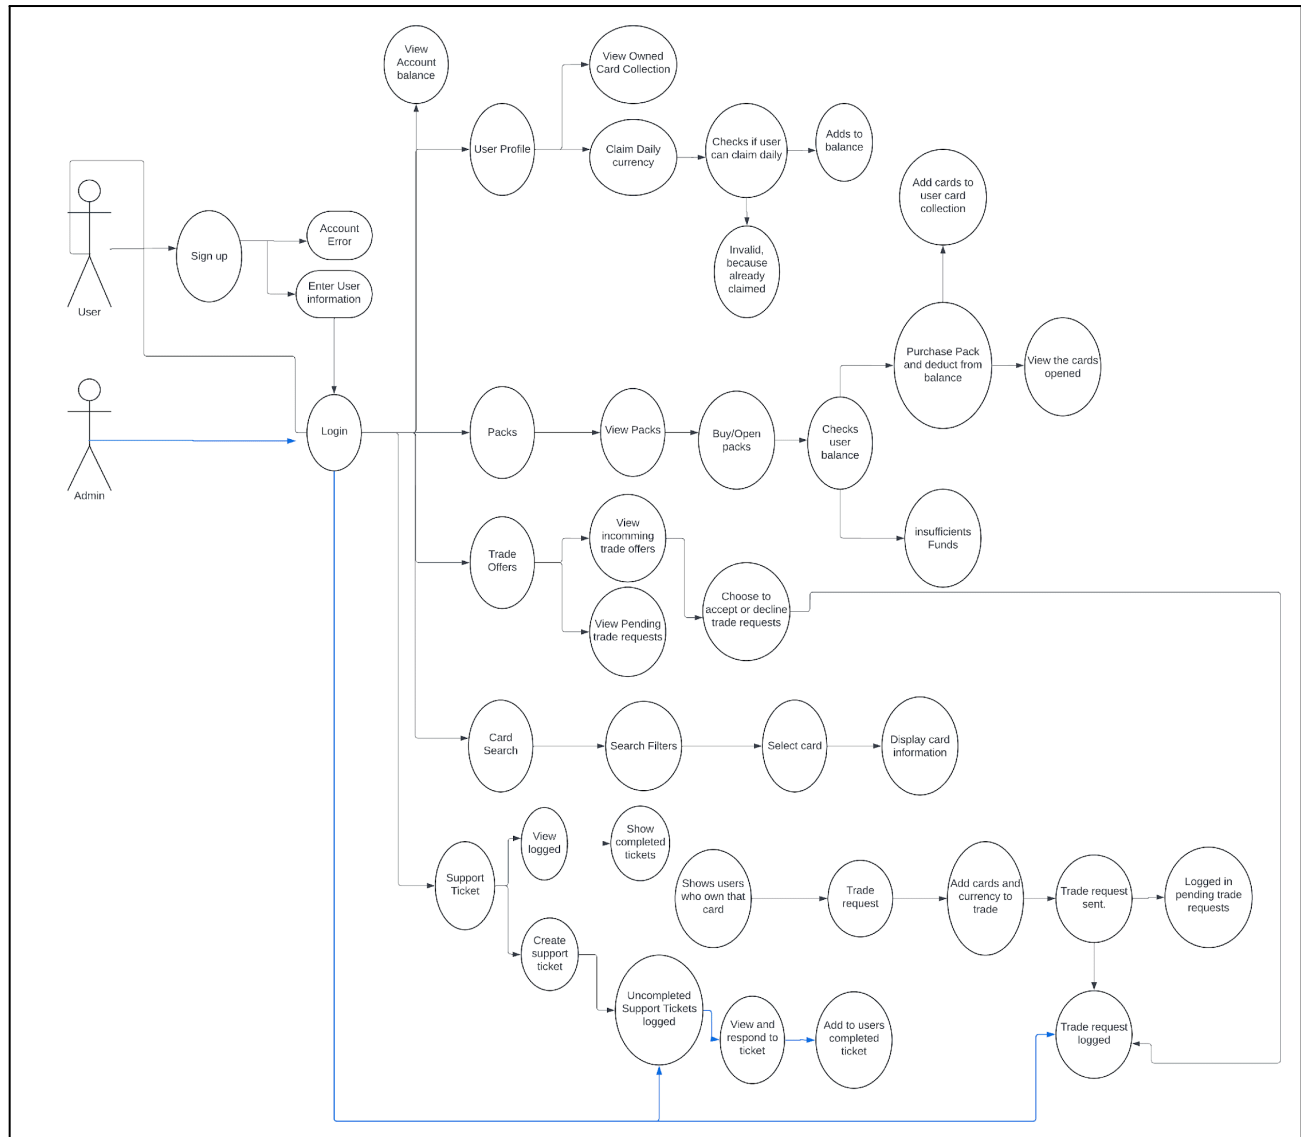 View
Account
balance
View Owned
Card Collection
User Profile
Claim Daily
currency
Checks if user
can claim daily
Adds to
balance
Add cards to
user card
collection
Sign up
Account
Error
Enter User
information
User
Invalid,
because
already
claimed
Purchase Pack
and deduct from
balance
View the cards
opened
Login
Packs
View Packs
Buy/Open
packs
Checks
user
balance
Admin
insufficients
Funds
Trade
Offers
View
incomming
trade offers
View Pending
trade requests
Choose to
accept or decline
trade requests
Card
Search
Search Filters
Select card
Display card
information
View
logged
Show
completed
tickets
Support
Ticket
Shows users
who own that
card
Trade
request
Add cards and
currency to
trade
Trade request
sent.
Logged in
pending trade
requests
Create
support
ticket
Uncompleted
Support Tickets
logged
View and
respond to
ticket
Add to users
completed
ticket
Trade request
logged